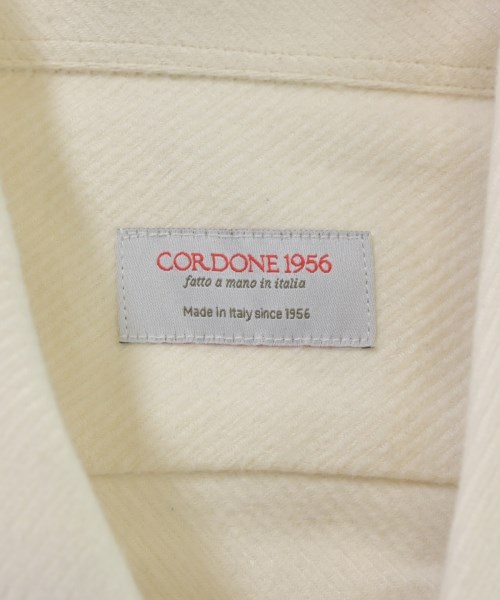 CORDONE 1956
fatto a mano in italia
Made in Italy since 1956